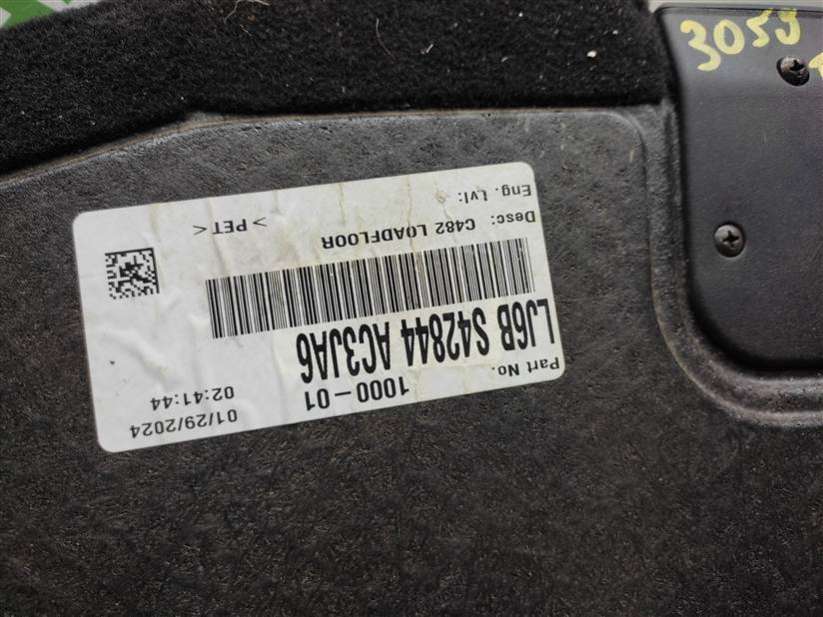 3059
Part No.
1000-01
01/29/2024
02:41:44
LJ6B S42844 AC3JA6
Desc: C482 LOADFLOOR
Eng. Lvl:
>PET<